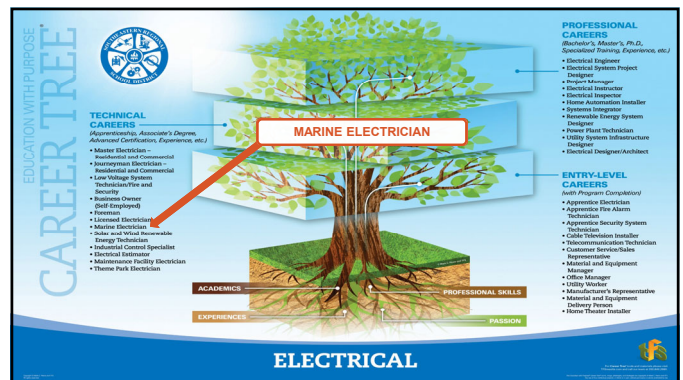 EDUCATION WITH PURPOSE
CAREER TREE
SOUTHEASTERN REGIONAL
SCHOOL DISTRICT
TECHNICAL
CAREERS
(Apprenticeship, Associate's Degree,
Advanced Certification, Experience, etc.)
• Master Electrician –
Residential and Commercial
• Journeyman Electrician –
Residential and Commercial
• Low Voltage System
Technician/Fire and
Security
• Business Owner
(Self-Employed)
• Foreman
• Licensed Electrician
• Marine Electrician
• Solar and Wind Renewable
Energy Technician
• Industrial Control Specialist
• Electrical Estimator
• Maintenance Facility Electrician
• Theme Park Electrician
MARINE ELECTRICIAN
PROFESSIONAL
CAREERS
(Bachelor's, Master's, Ph.D.,
Specialized Training, Experience, etc.)
• Electrical Engineer
• Electrical System Project
Designer
• Project Manager
• Electrical Instructor
• Electrical Inspector
• Home Automation Installer
• Systems Integrator
• Renewable Energy System
Designer
• Power Plant Technician
• Utility System Infrastructure
Designer
• Electrical Designer/Architect
ENTRY-LEVEL
CAREERS
(with Program Completion)
• Apprentice Electrician
• Apprentice Fire Alarm
Technician
• Apprentice Security System
Technician
• Cable Television Installer
• Telecommunication Technician
• Customer Service/Sales
Representative
• Material and Equipment
Manager
• Office Manager
• Utility Worker
• Manufacturer's Representative
• Material and Equipment
Delivery Person
• Home Theater Installer
ACADEMICS
PROFESSIONAL SKILLS
EXPERIENCES
PASSION
ELECTRICAL